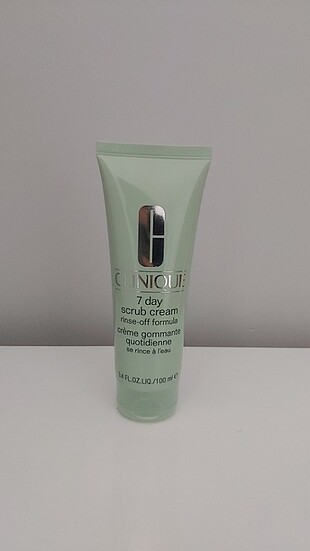 CLINIQUE
7 day
scrub cream
rinse-off formula
crème gommante
quotidienne
se rince à l'eau
3.4 FL.OZ.LIQ./100 ml ℮